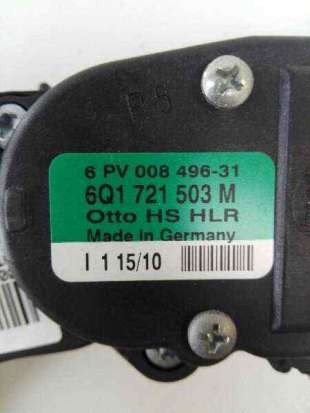 6 PV 008 496-31
6Q1 721 503 M
Otto HS HLR
Made in Germany
I 1 15/10